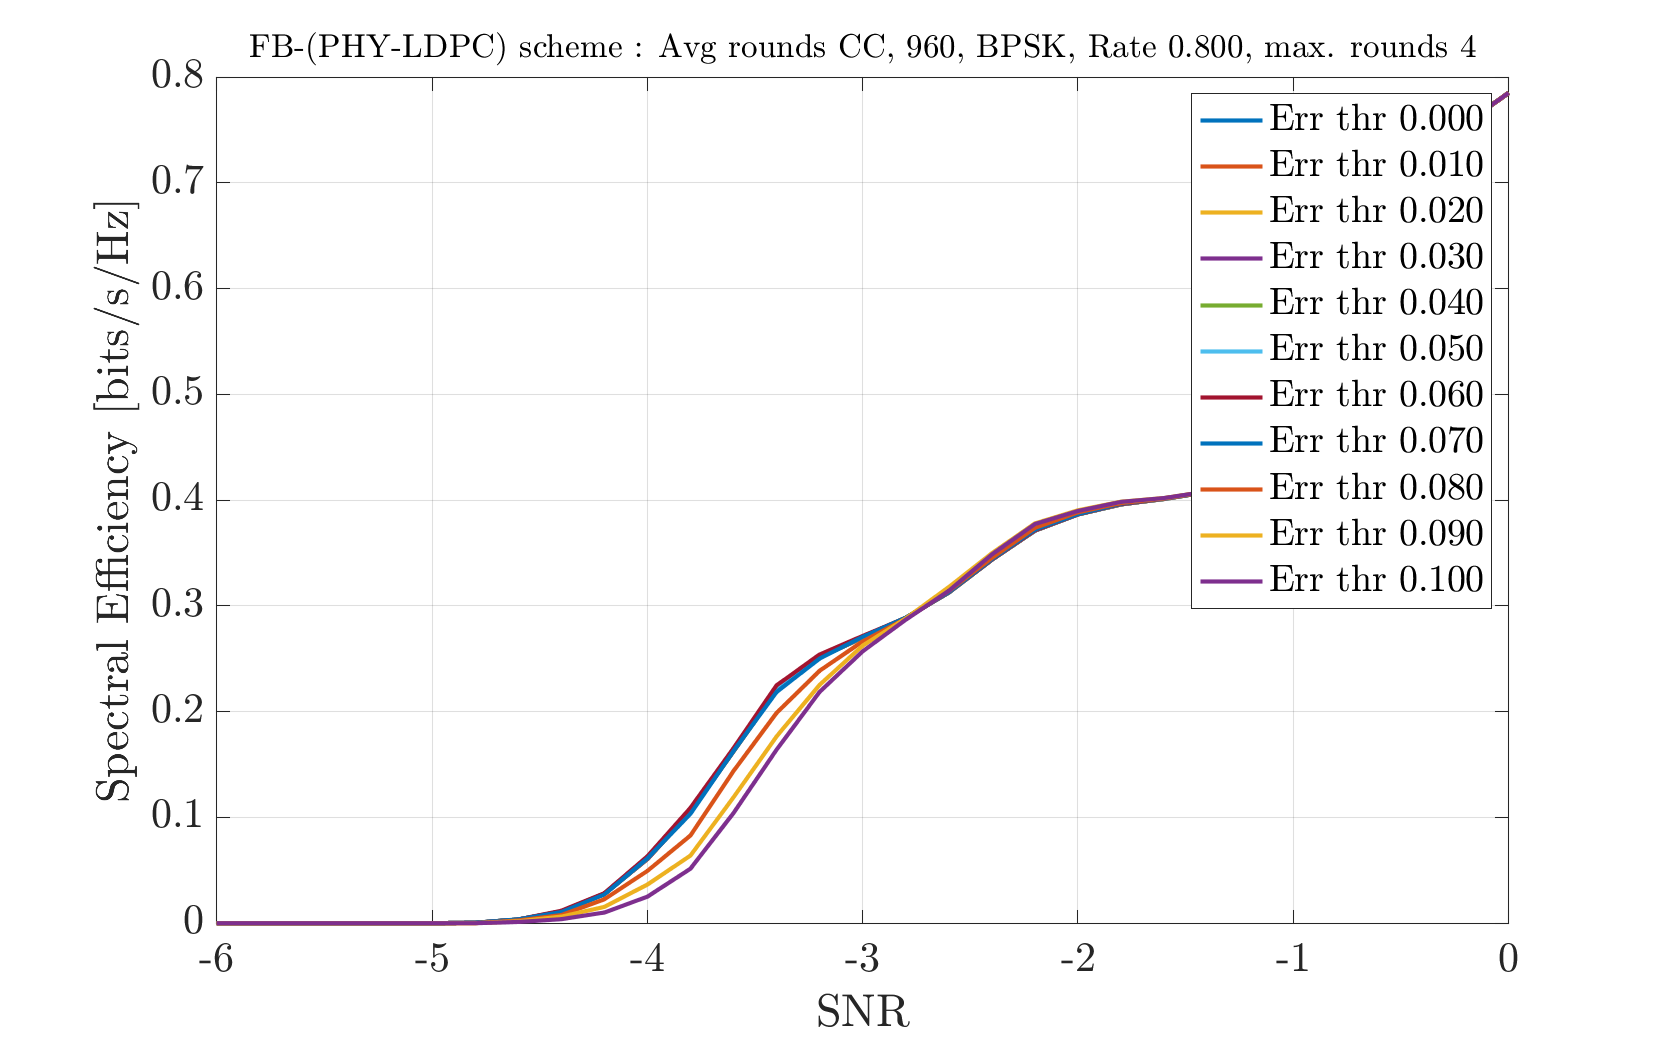 FB-(PHY-LDPC) scheme : Avg rounds CC, 960, BPSK, Rate 0.800, max. rounds 4
0.8
0.7
0.6
0.5
0.4
0.3
0.2
0.1
0
Spectral Efficiency [bits/s/Hz]
Err thr 0.000
Err thr 0.010
Err thr 0.020
Err thr 0.030
Err thr 0.040
Err thr 0.050
Err thr 0.060
Err thr 0.070
Err thr 0.080
Err thr 0.090
Err thr 0.100
-6 -5 -4 -3 -2 -1 0
SNR